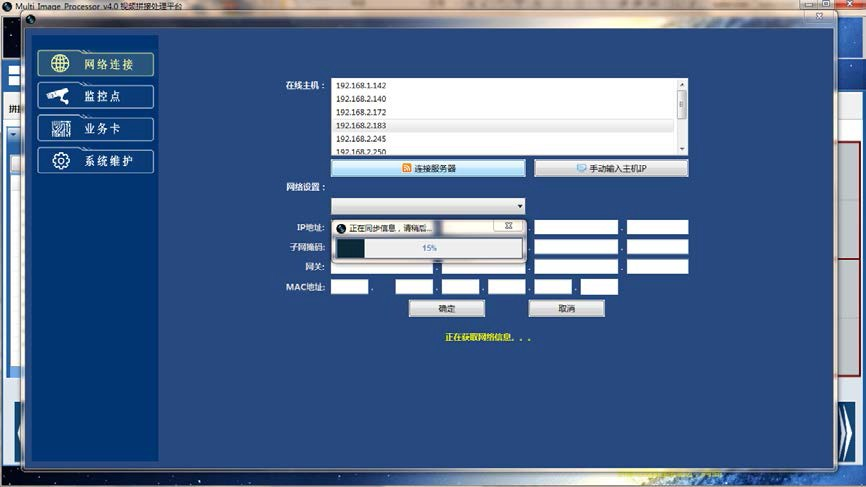 Multi Image Processor v4.0 视频拼接处理平台
网络连接
监控点
业务卡
系统维护
在线主机：
192.168.1.142
192.168.2.140
192.168.2.172
192.168.2.183
192.168.2.245
192.168.2.250
连接服务器
手动输入主机IP
网络设置：
正在同步信息，请稍后...
15%
IP地址:
子网掩码:
网关:
MAC地址:
确定
取消
正在获取网络信息。。。